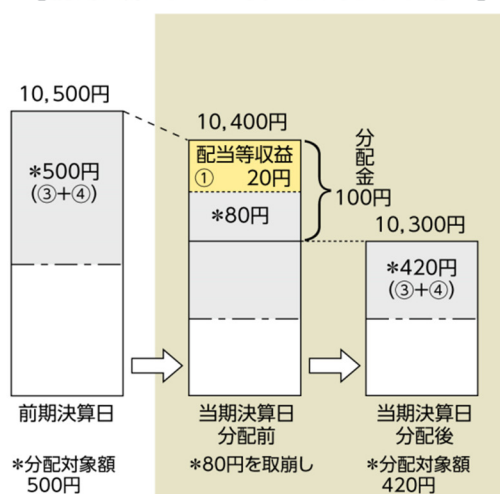 10,500円
*500円
(③+④)
前期決算日
*分配対象額
500円
10,400円
配当等収益
① 20円
*80円
分配金
100円
当期決算日
分配前
*80円を取崩し
10,300円
*420円
(③+④)
当期決算日
分配後
*分配対象額
420円